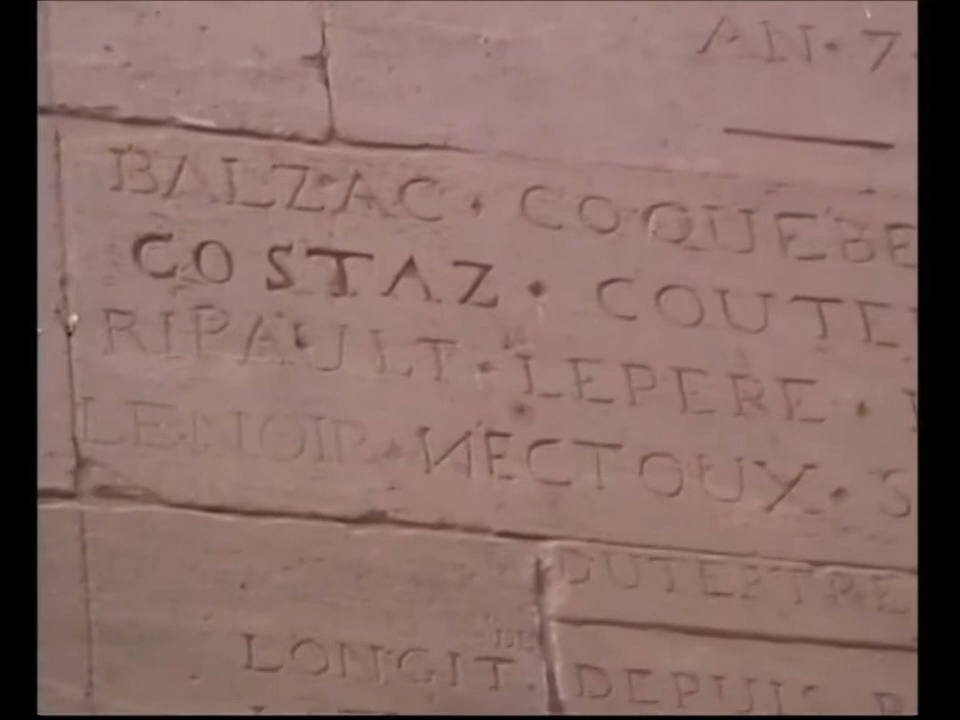 AN · 7
BALZAC · COQUEBE
COSTAZ · COUTE
RIPAULT · LEPERE ·
LENOIR · NECTOUX · S
DUTERTRE
LONGIT. DEPUIS